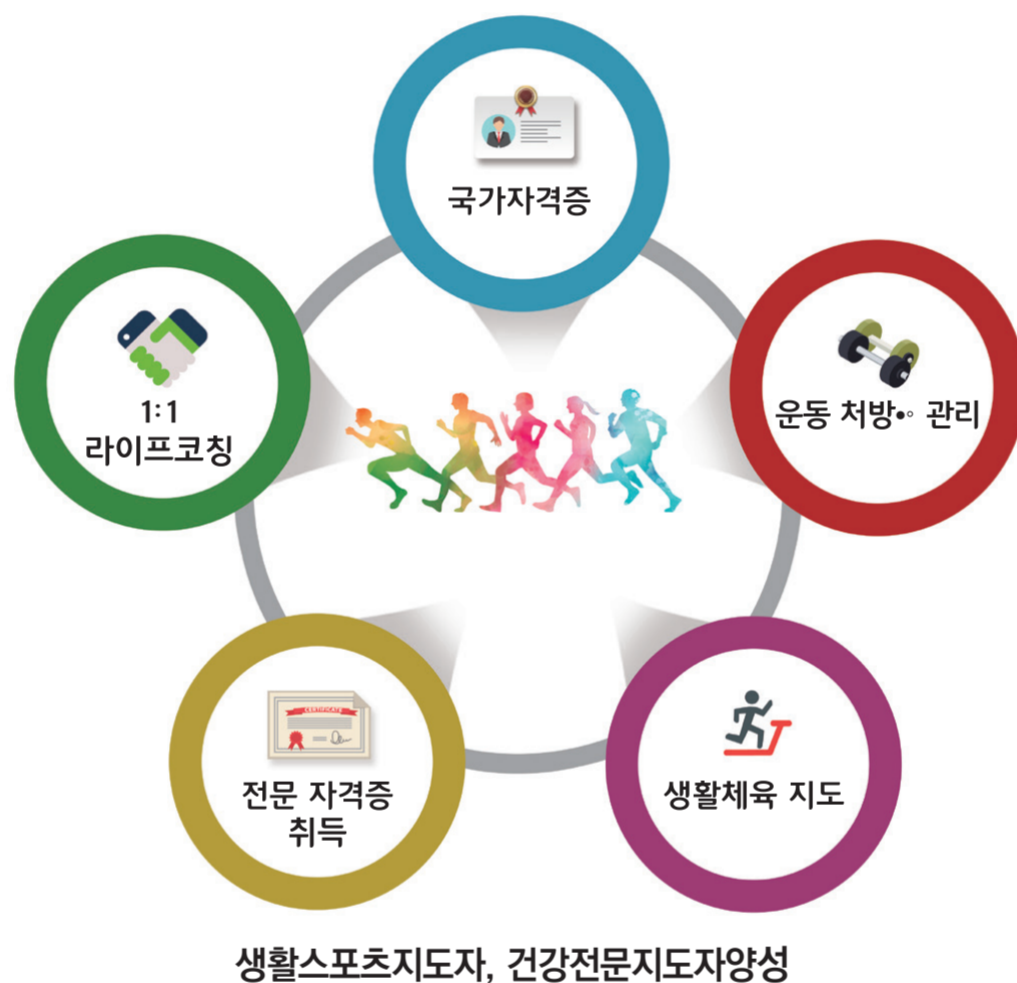 국가자격증
1:1
라이프코칭
운동 처방•◦ 관리
CERTIFICATE
전문 자격증
취득
생활체육 지도
생활스포츠지도자, 건강전문지도자양성